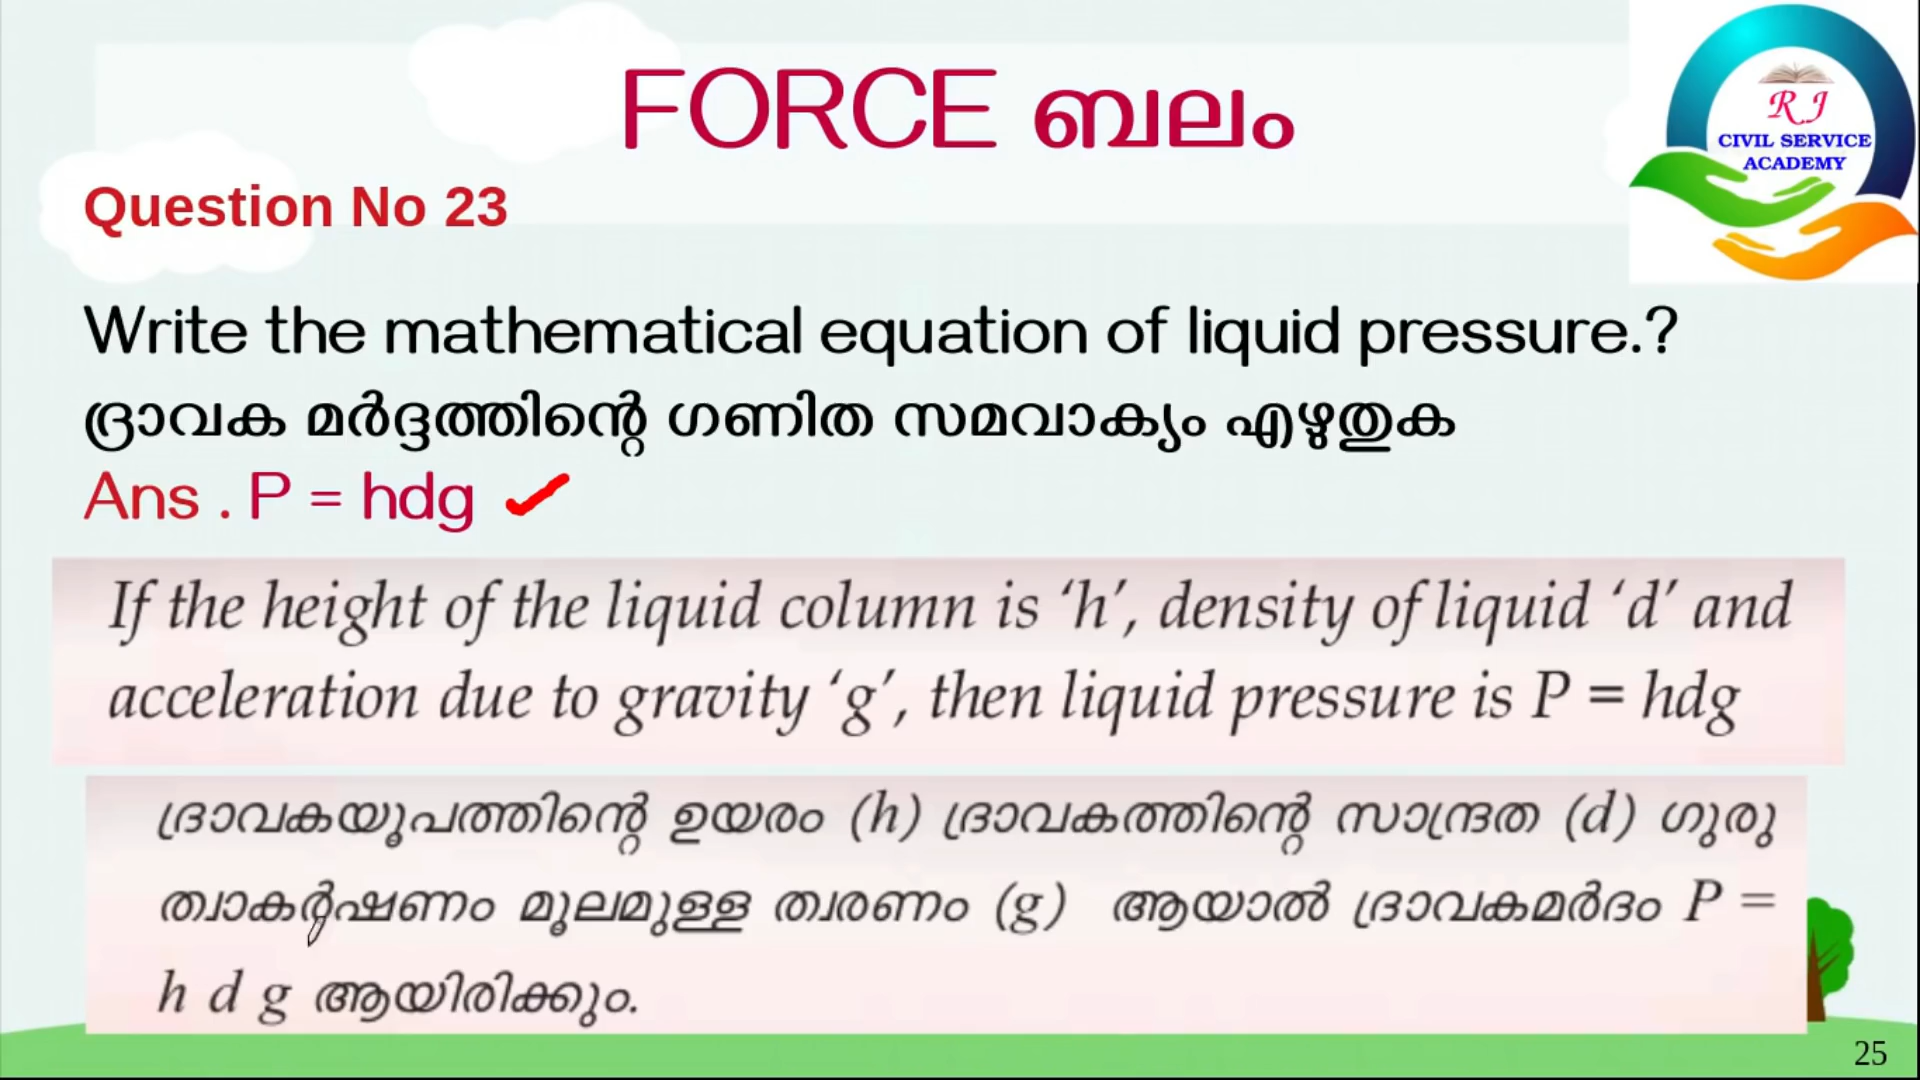 FORCE ബലം
R J
CIVIL SERVICE
ACADEMY
Question No 23
Write the mathematical equation of liquid pressure.?
ദ്രാവക മർദ്ദത്തിന്റെ ഗണിത സമവാക്യം എഴുതുക
Ans . P = hdg
If the height of the liquid column is ‘h’, density of liquid ‘d’ and
acceleration due to gravity ‘g’, then liquid pressure is P = hdg
ദ്രാവകയൂപത്തിന്റെ ഉയരം (h) ദ്രാവകത്തിന്റെ സാന്ദ്രത (d) ഗുരു
ത്വാകർഷണം മൂലമുള്ള ത്വരണം (g) ആയാൽ ദ്രാവകമർദം P =
h d g ആയിരിക്കും.
25